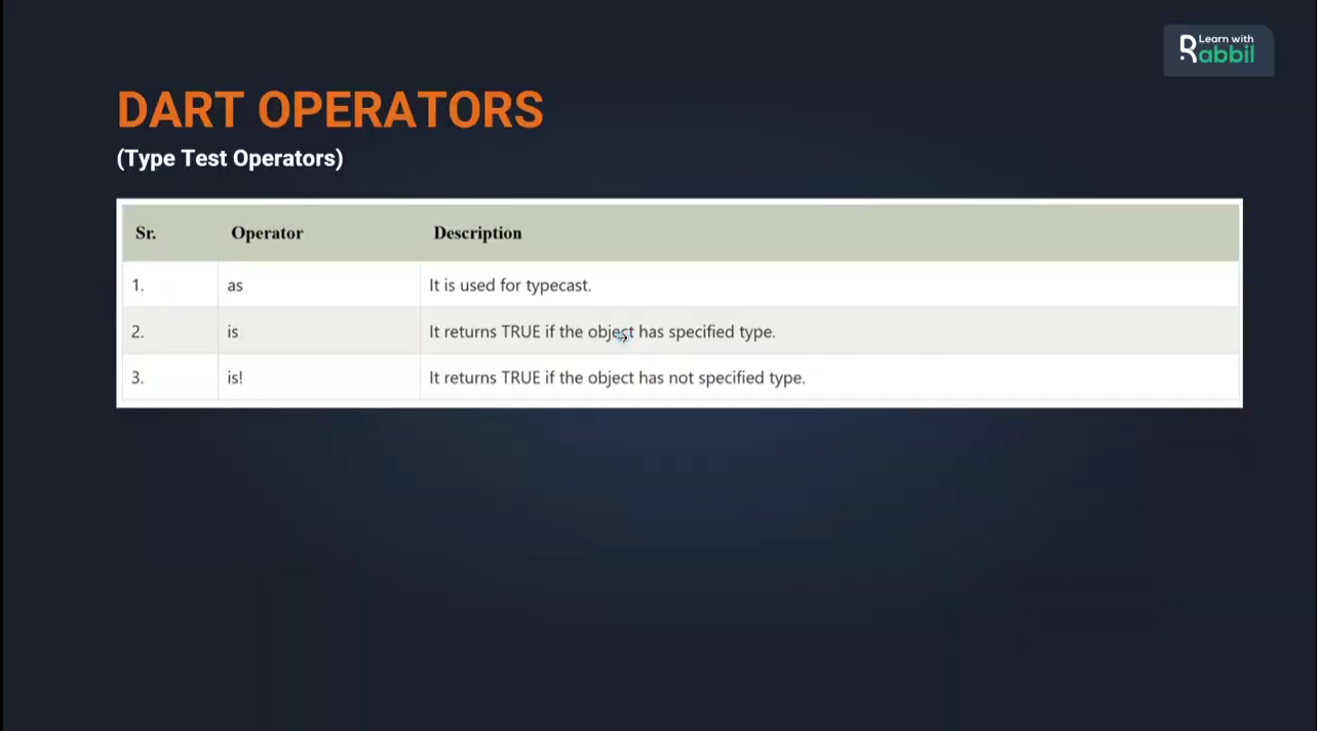 Learn with
Rabbil
DART OPERATORS
(Type Test Operators)
Sr. Operator Description
1. as It is used for typecast.
2. is It returns TRUE if the object has specified type.
3. is! It returns TRUE if the object has not specified type.